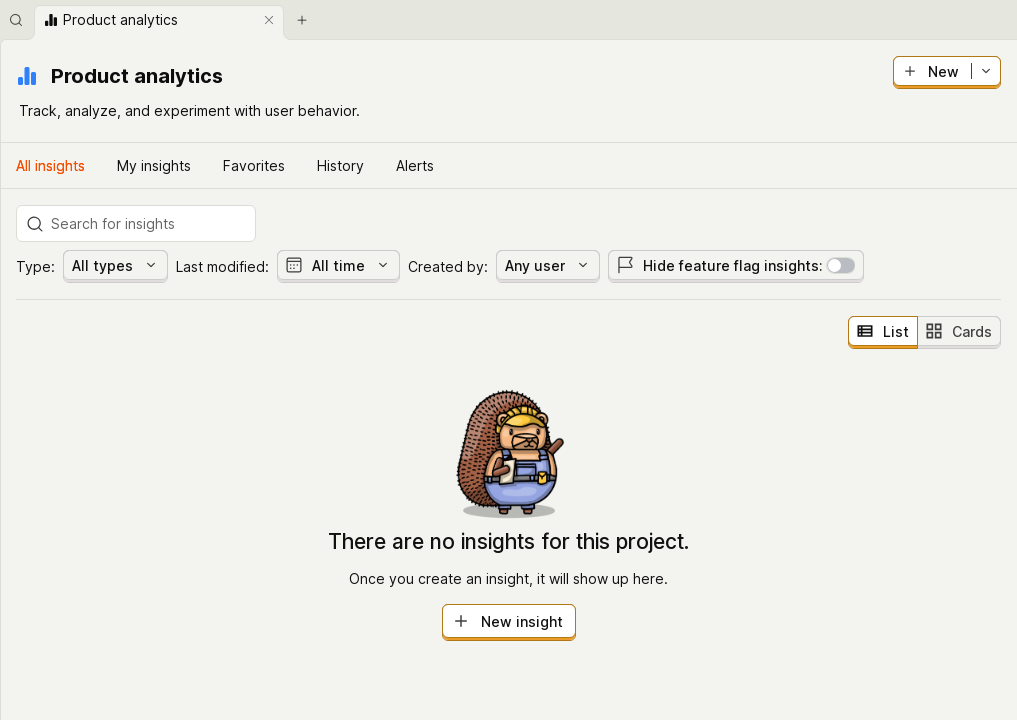 Product analytics
Product analytics
New
Track, analyze, and experiment with user behavior.
All insights My insights Favorites History Alerts
Search for insights
Type: All types Last modified: All time Created by: Any user Hide feature flag insights:
List Cards
There are no insights for this project.
Once you create an insight, it will show up here.
New insight